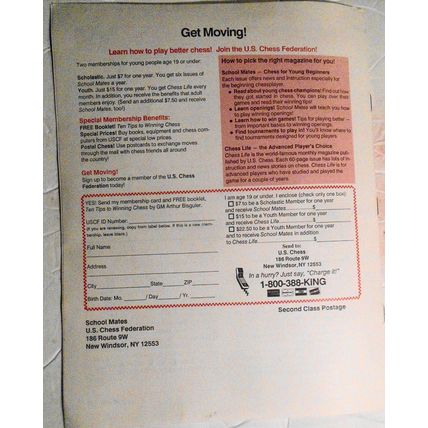 Get Moving!
Learn how to play better chess! Join the U.S. Chess Federation!
Two memberships for young people age 19 or under:
Scholastic. Just $7 for one year. You get six issues of
School Mates a year.
Youth. Just $15 for one year. You get Chess Life every
month. In addition, you receive the benefits that adult
members enjoy. (Send an additional $7.50 and receive
School Mates, too!)
Special Membership Benefits:
FREE Booklet! Ten Tips to Winning Chess
Special Prices! Buy books, equipment and chess com-
puters from USCF at special low prices.
Postal Chess! Use postcards to exchange moves
through the mail with chess friends all around
the country!
Get Moving!
Sign up to become a member of the U.S. Chess
Federation today!
How to pick the right magazine for you!
School Mates — Chess for Young Beginners
Each issue offers news and instruction especially for
the beginning chessplayer.
Read about young chess champions! Find out how
they got started in chess. You can play over their
games and read their winning tips!
Learn openings! School Mates will teach you how
to play winning openings!
Learn how to win games! Tips for playing better —
from important basics to winning openings.
Find tournaments to play in! You'll know where to
find tournaments designed for young players.
Chess Life — the Advanced Player's Choice
Chess Life is the world-famous monthly magazine pub-
lished by U.S. Chess. Each 60-page issue has lots of in-
struction and news stories on chess. Chess Life is for
advanced players who have studied and played the
game for a couple of years.
YES! Send my membership card and FREE booklet,
Ten Tips to Winning Chess by GM Arthur Bisguier.
USCF ID Number
(If you are renewing, copy from label below. If this is a new mem-
bership, leave blank.)
Full Name
Address
City State ZIP
Birth Date: Mo. / Day / Yr.
I am age 19 or under. I enclose (check only one box):
$7 to be a Scholastic Member for one year
and receive School Mates $
$15 to be a Youth Member for one year
and receive Chess Life $
$22.50 to be a Youth Member for one year
and to receive School Mates in addition
to Chess Life $
Send to:
U.S. Chess
186 Route 9W
New Windsor, NY 12553
In a hurry? Just say, "Charge it!"
1-800-388-KING
Second Class Postage
School Mates
U.S. Chess Federation
186 Route 9W
New Windsor, NY 12553